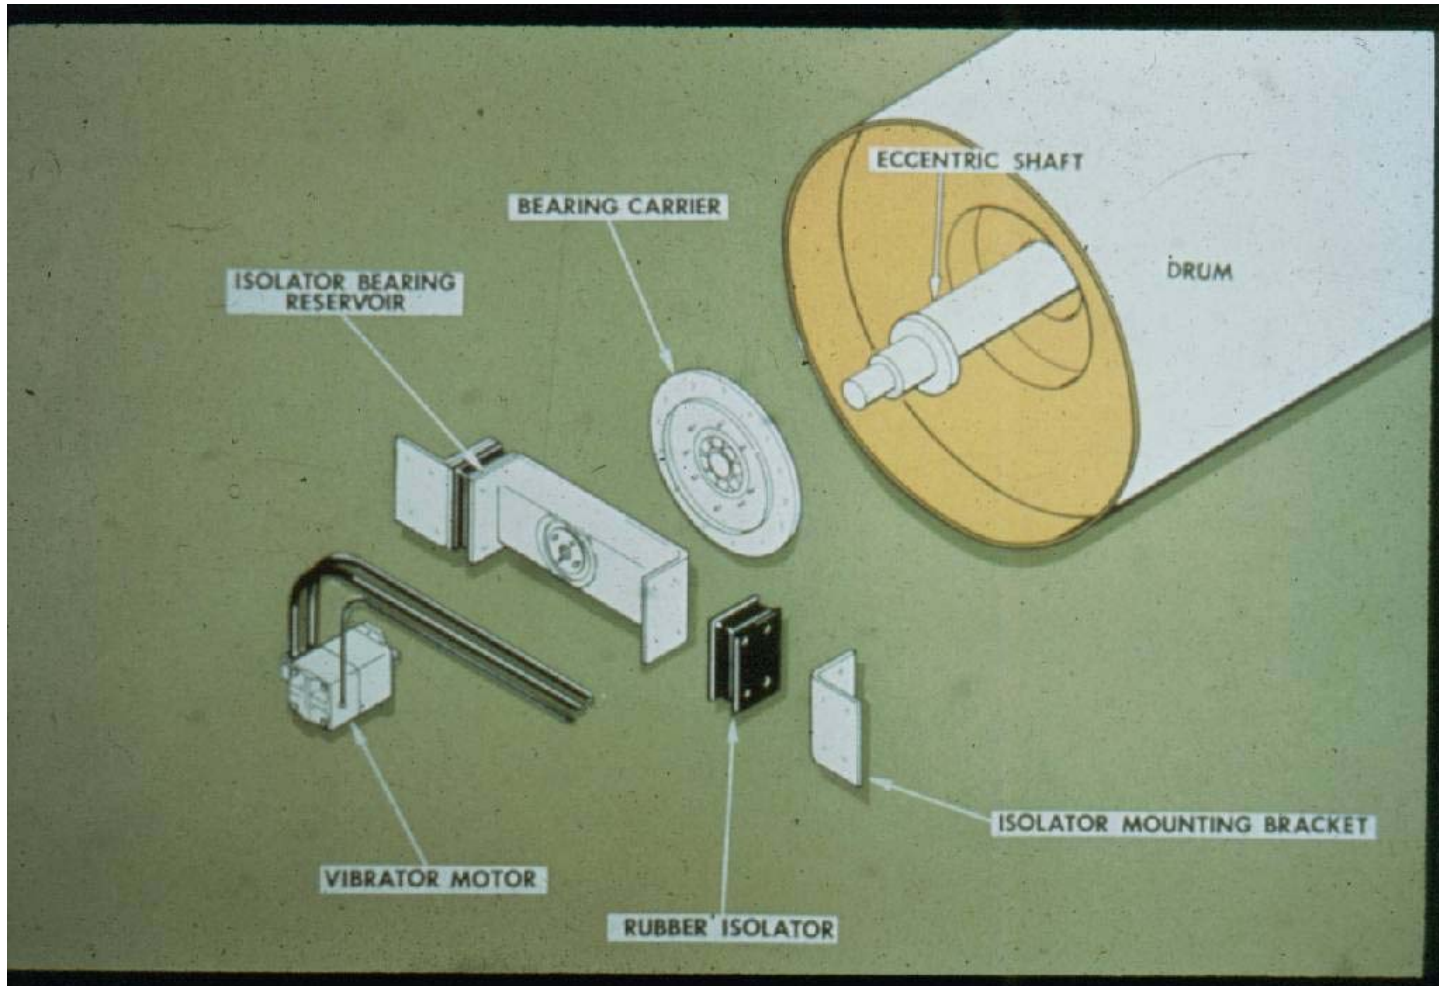 ECCENTRIC SHAFT
BEARING CARRIER
DRUM
ISOLATOR BEARING
RESERVOIR
ISOLATOR MOUNTING BRACKET
VIBRATOR MOTOR
RUBBER ISOLATOR